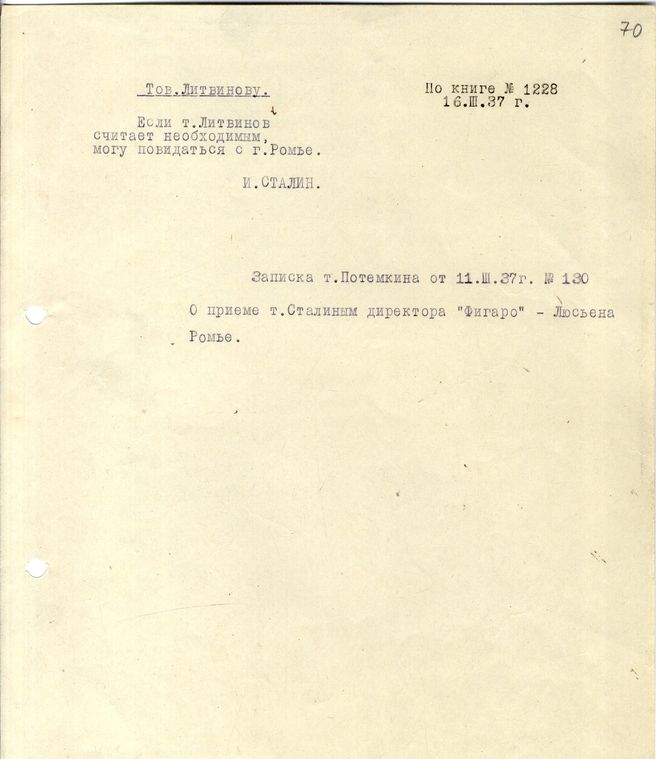 70
Тов.Литвинову.
По книге № 1228
16.III.37 г.
Если т.Литвинов
считает необходимым,
могу повидаться с г.Ромье.
И.СТАЛИН.
Записка т.Потемкина от 11.III.37г. № 130
О приеме т.Сталиным директора "Фигаро" - Люсьена
Ромье.